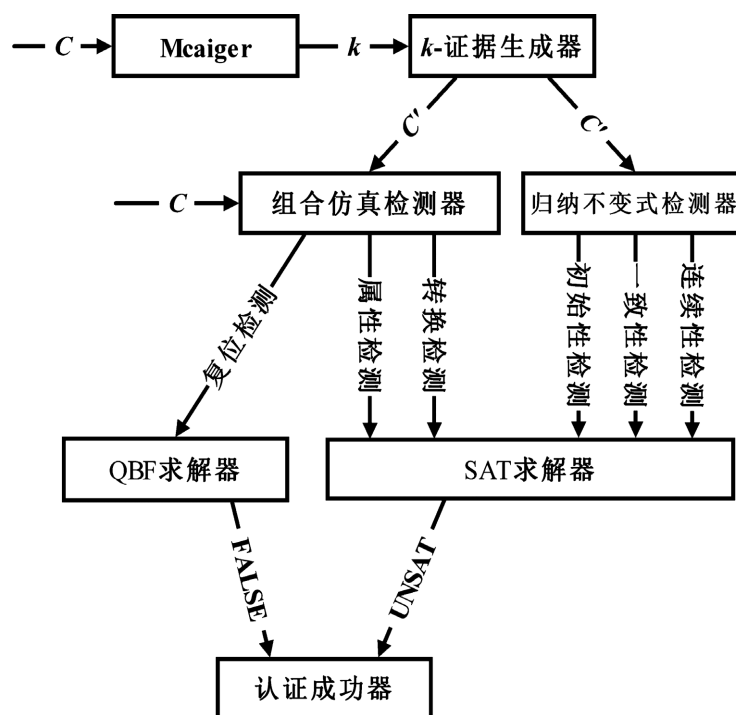 C
Mcaiger
k
k-证据生成器
C'
C'
C
组合仿真检测器
归纳不变式检测器
复位检测
属性检测
转换检测
初始性检测
一致性检测
连续性检测
QBF求解器
SAT求解器
FALSE
UNSAT
认证成功器